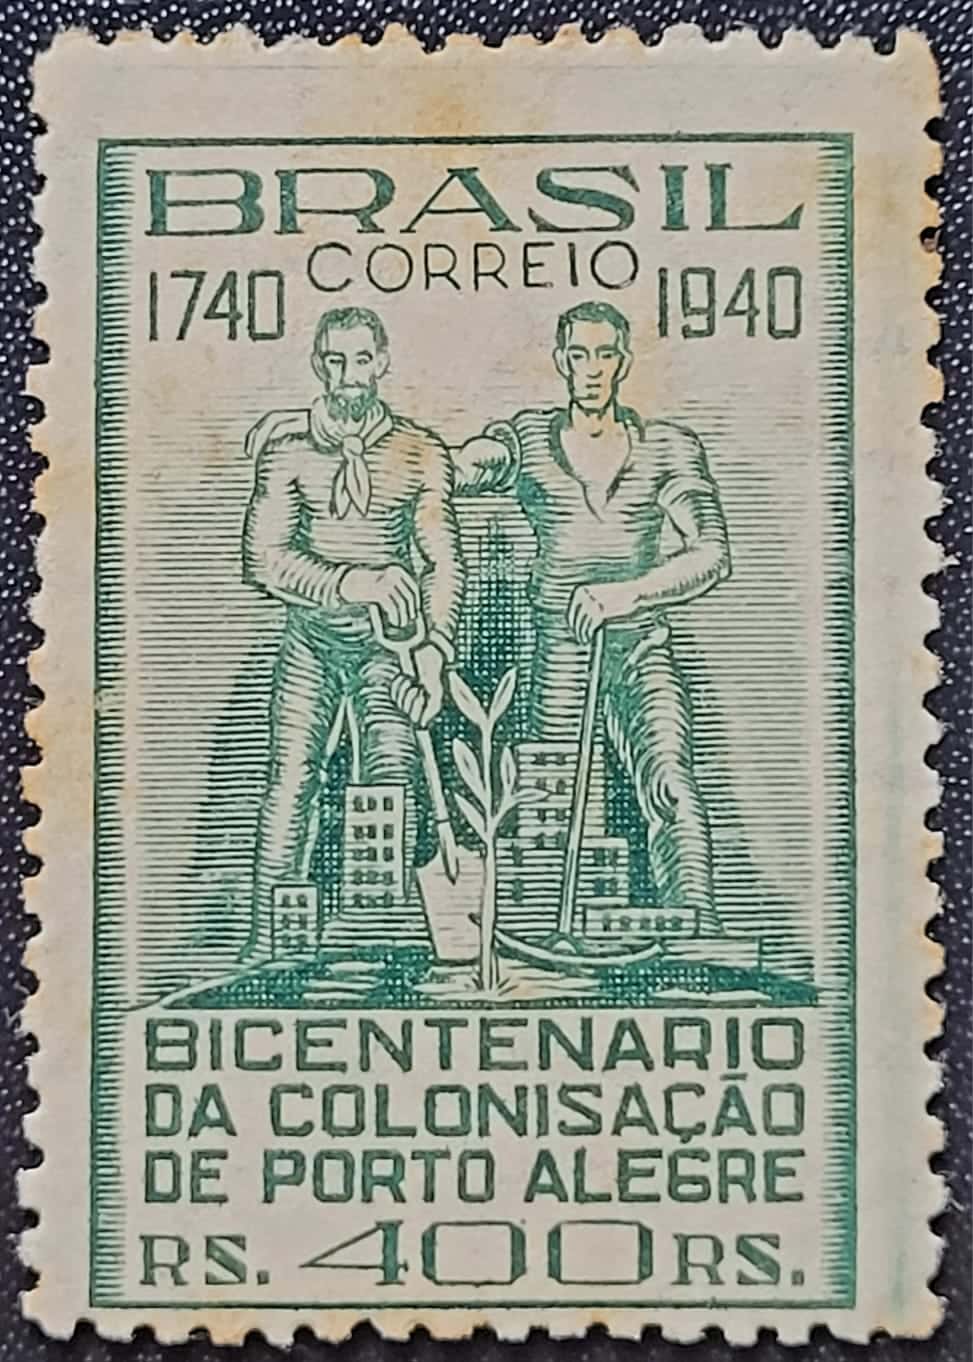 BRASIL
CORREIO
1740 1940
BICENTENARIO
DA COLONISAÇÃO
DE PORTO ALEGRE
RS. 400 RS.